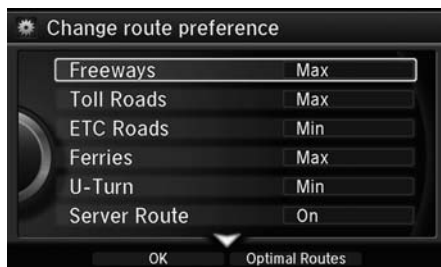 Change route preference
Freeways Max
Toll Roads Max
ETC Roads Min
Ferries Max
U-Turn Min
Server Route On
OK Optimal Routes